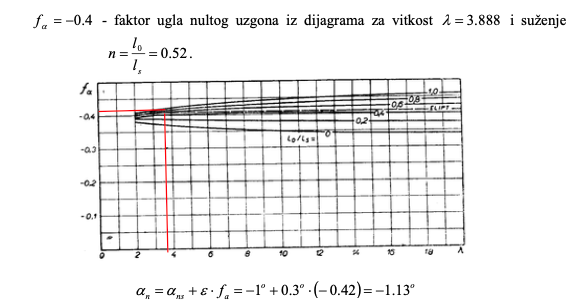 f_α = −0.4 - faktor ugla nultog uzgona iz dijagrama za vitkost λ = 3.888 i suženje
n = l_0 / l_s = 0.52.
f_α
1,0
0,8
0,6
ELIPT.
0,4
-0,4
0,2
l_0/l_s = 0
-0,3
-0,2
-0,1
0 2 4 6 8 10 12 14 15 18 λ
α_n = α_ns + ε · f_α = −1° + 0.3° · (−0.42) = −1.13°